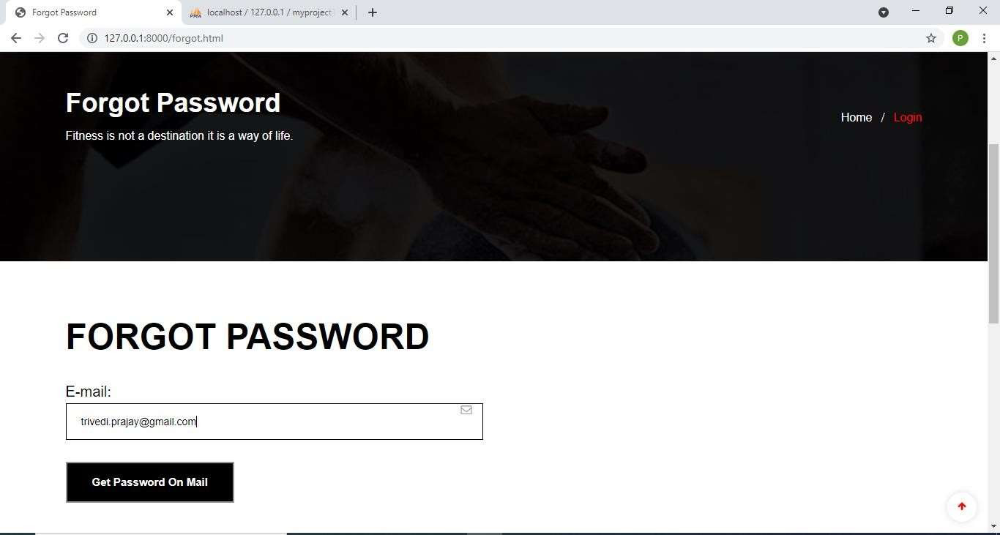 Forgot Password
localhost / 127.0.0.1 / myproject
127.0.0.1:8000/forgot.html
P
Forgot Password
Home / Login
Fitness is not a destination it is a way of life.
FORGOT PASSWORD
E-mail:
trivedi.prajay@gmail.com
Get Password On Mail